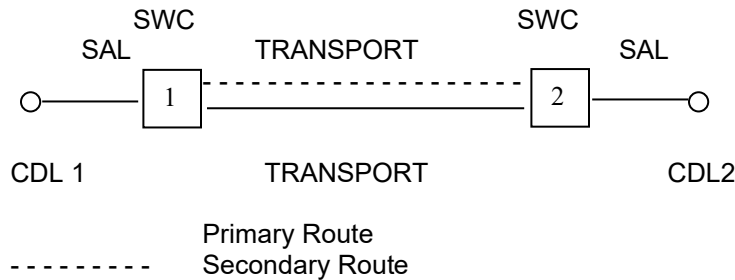 SWC SWC
SAL TRANSPORT SAL
1 2
CDL 1 TRANSPORT CDL2
Primary Route
Secondary Route